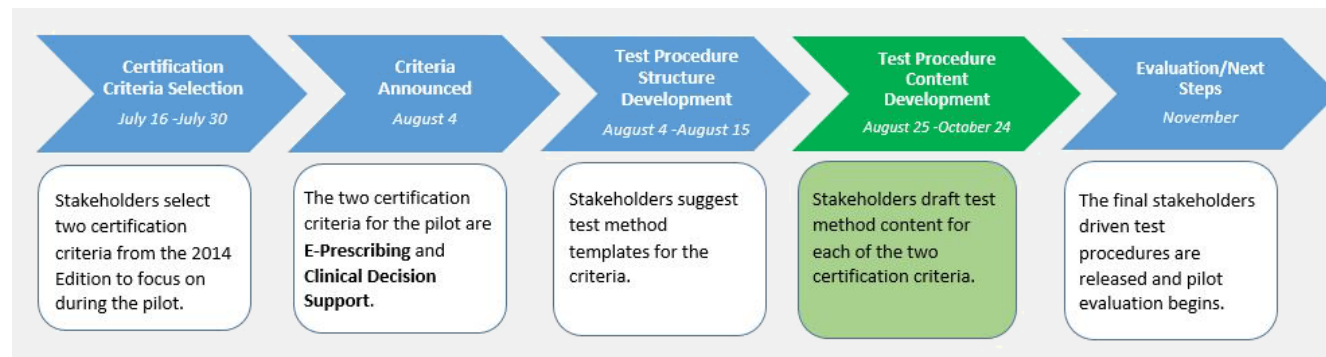 Certification
Criteria Selection
July 16 -July 30
Criteria
Announced
August 4
Test Procedure
Structure
Development
August 4 -August 15
Test Procedure
Content
Development
August 25 -October 24
Evaluation/Next
Steps
November
Stakeholders select
two certification
criteria from the 2014
Edition to focus on
during the pilot.
The two certification
criteria for the pilot are
E-Prescribing and
Clinical Decision
Support.
Stakeholders suggest
test method
templates for the
criteria.
Stakeholders draft test
method content for
each of the two
certification criteria.
The final stakeholders
driven test
procedures are
released and pilot
evaluation begins.